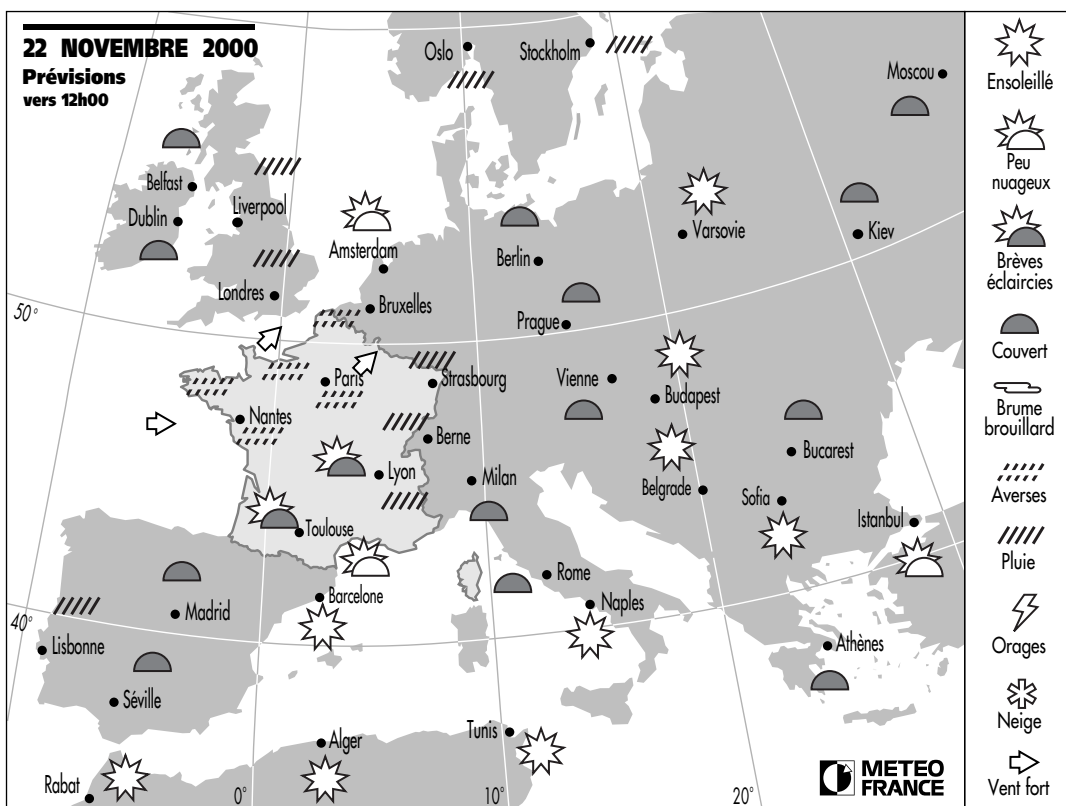 22 NOVEMBRE 2000
Prévisions
vers 12h00
Oslo
Stockholm
Moscou
Belfast
Dublin
Liverpool
Amsterdam
Berlin
Varsovie
Kiev
Londres
Bruxelles
Prague
50°
Paris
Strasbourg
Vienne
Budapest
Nantes
Berne
Bucarest
Lyon
Milan
Belgrade
Sofia
Istanbul
Toulouse
Rome
Barcelone
Naples
Madrid
40°
Lisbonne
Athènes
Séville
Tunis
Alger
Rabat
0°
10°
20°
METEO
FRANCE
Ensoleillé
Peu
nuageux
Brèves
éclaircies
Couvert
Brume
brouillard
Averses
Pluie
Orages
Neige
Vent fort